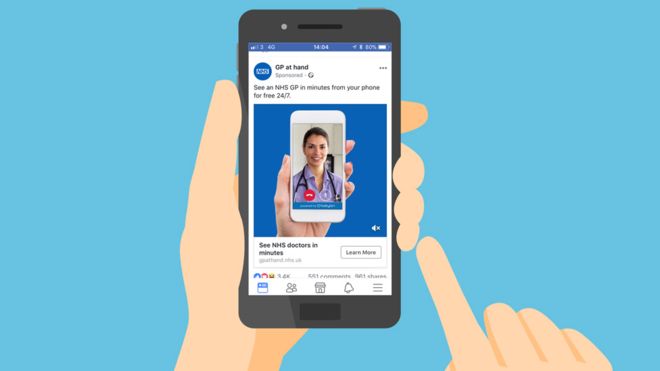 3 4G 14:04 80%
NHS
GP at hand
Sponsored ·
See an NHS GP in minutes from your phone
for free 24/7.
powered by babylon
See NHS doctors in
minutes
Learn More
gpathand.nhs.uk
3.4K 551 comments 961 shares